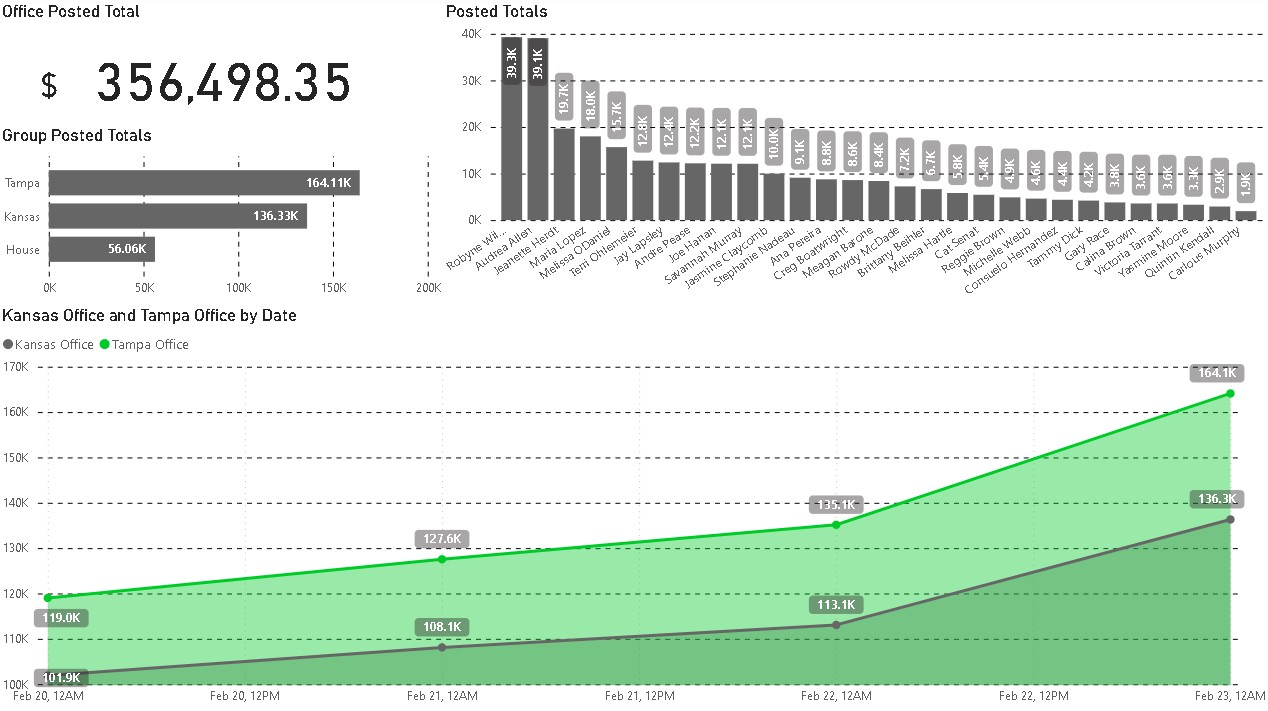 Office Posted Total
$ 356,498.35
Group Posted Totals
Tampa 164.11K
Kansas 136.33K
House 56.06K
0K 50K 100K 150K 200K
Posted Totals
40K
30K
20K
10K
0K
39.3K 39.1K 19.7K 18.0K 15.7K 12.8K 12.4K 12.2K 12.1K 12.1K 10.0K 9.1K 8.8K 8.6K 8.4K 7.2K 6.7K 5.8K 5.4K 4.9K 4.6K 4.4K 4.2K 3.8K 3.6K 3.6K 3.3K 2.9K 1.9K
Robyne Wil...
Audrea Allen
Jeanette Herdt
Maria Lopez
Melissa O'Daniel
Terri Ohlemeier
Jay Lapsley
Andre Pease
Joe Hanan
Savannah Murray
Jasmine Claycomb
Stephanie Nadeau
Ana Pereira
Creg Boatwright
Meagan Barone
Rowdy McDade
Brittany Beihler
Melissa Hartle
Cat Senat
Reggie Brown
Michelle Webb
Consuelo Hernandez
Tammy Dick
Gary Race
Calina Brown
Victoria Tarrant
Yasmine Moore
Quintin Kendall
Carlous Murphy
Kansas Office and Tampa Office by Date
Kansas Office Tampa Office
170K
160K
150K
140K
130K
120K
110K
100K
164.1K
136.3K
135.1K
127.6K
119.0K
113.1K
108.1K
101.9K
Feb 20, 12AM Feb 20, 12PM Feb 21, 12AM Feb 21, 12PM Feb 22, 12AM Feb 22, 12PM Feb 23, 12AM